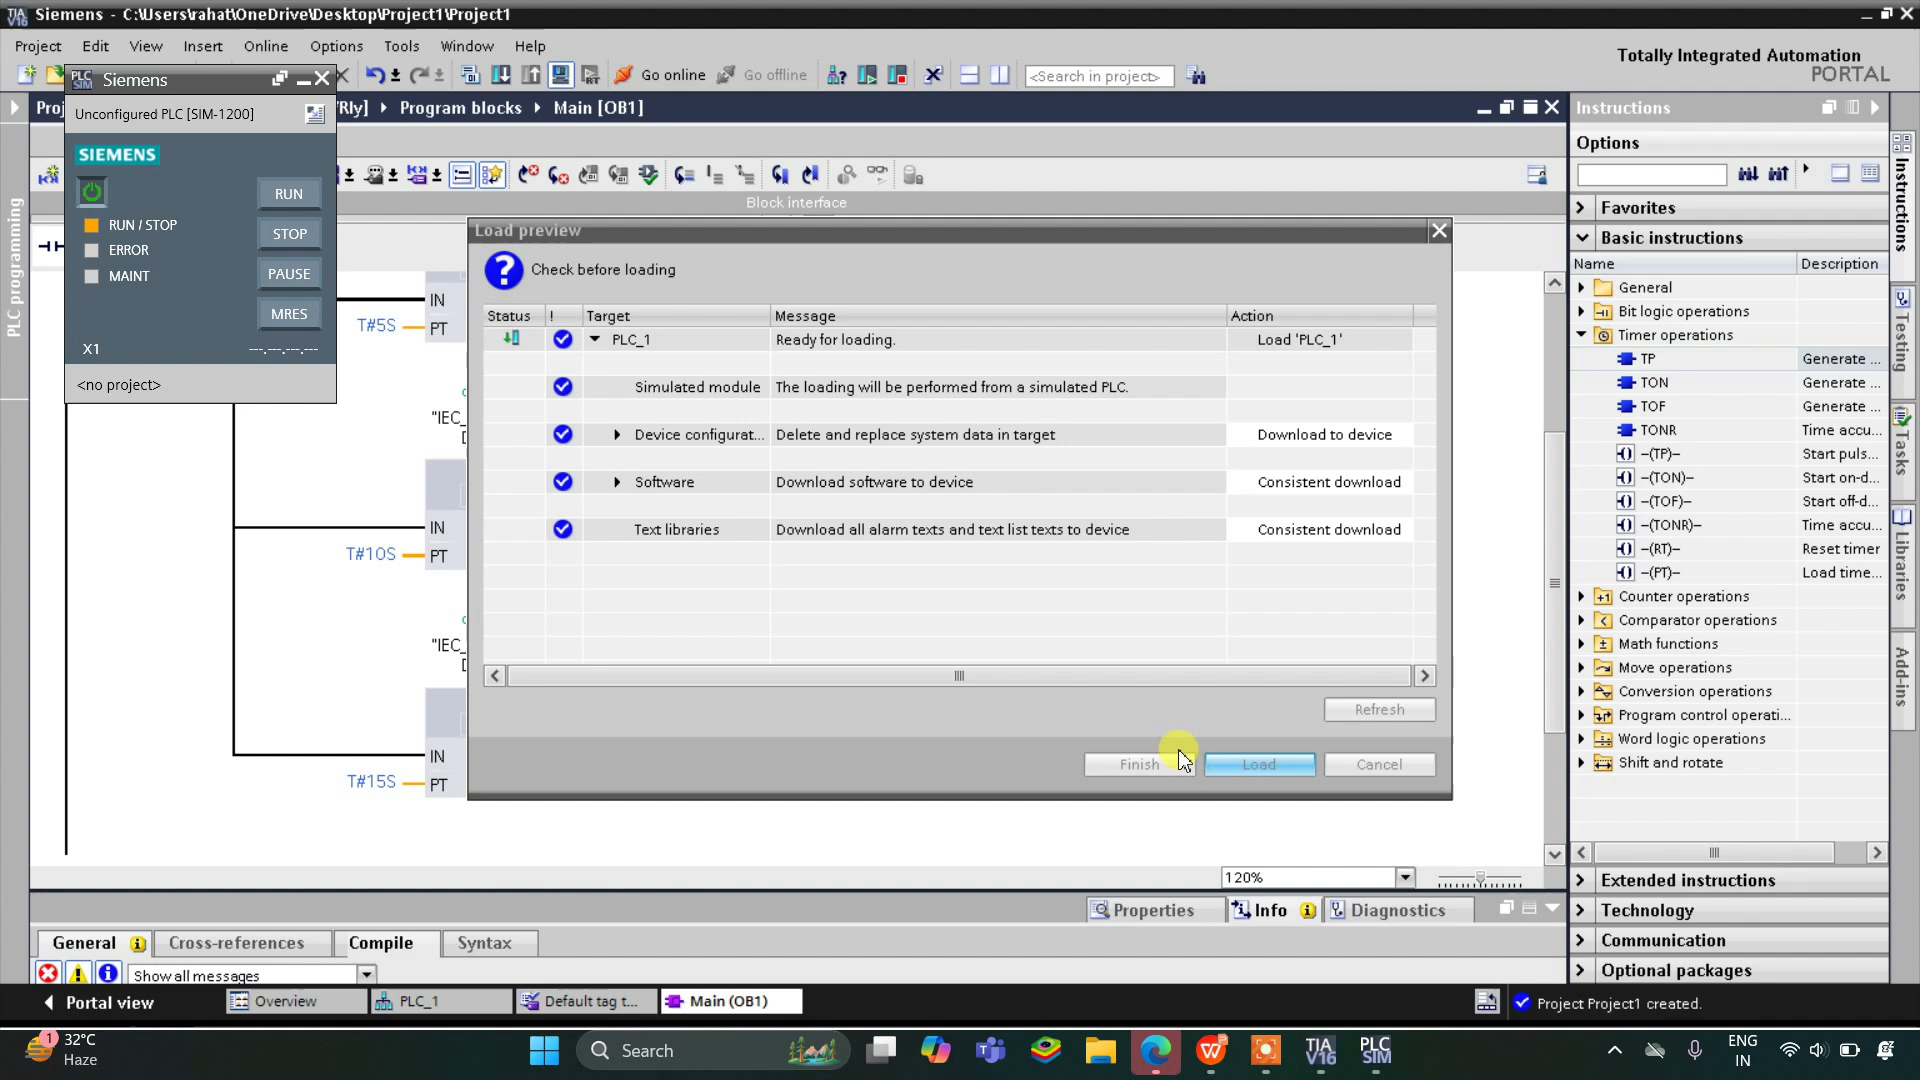 Siemens - C:\Users\rahat\OneDrive\Desktop\Project1\Project1
Project Edit View Insert Online Options Tools Window Help
Totally Integrated Automation
PORTAL
Go online Go offline <Search in project>
Siemens
Unconfigured PLC [SIM-1200]
SIEMENS
RUN
RUN / STOP
STOP
ERROR
PAUSE
MAINT
MRES
X1 ---.---.---.---
<no project>
Proj
/Rly] Program blocks Main [OB1]
Block interface
PLC programming
IN
T#5S PT
"IEC_
IN
T#10S PT
"IEC_
IN
T#15S PT
Load preview
Check before loading
Status ! Target Message Action
PLC_1 Ready for loading. Load 'PLC_1'
Simulated module The loading will be performed from a simulated PLC.
Device configurat... Delete and replace system data in target Download to device
Software Download software to device Consistent download
Text libraries Download all alarm texts and text list texts to device Consistent download
Refresh
Finish Load Cancel
120%
Properties Info Diagnostics
General Cross-references Compile Syntax
Show all messages
Instructions
Options
Favorites
Basic instructions
Name Description
General
Bit logic operations
Timer operations
TP Generate ...
TON Generate ...
TOF Generate ...
TONR Time accu...
–(TP)– Start puls...
–(TON)– Start on-d...
–(TOF)– Start off-d...
–(TONR)– Time accu...
–(RT)– Reset timer
–(PT)– Load time...
Counter operations
Comparator operations
Math functions
Move operations
Conversion operations
Program control operati...
Word logic operations
Shift and rotate
Extended instructions
Technology
Communication
Optional packages
Instructions
Testing
Tasks
Libraries
Add-ins
Portal view Overview PLC_1 Default tag t... Main (OB1) Project Project1 created.
1
32°C
Haze
Search
TIA
V16
PLC
SIM
ENG
IN